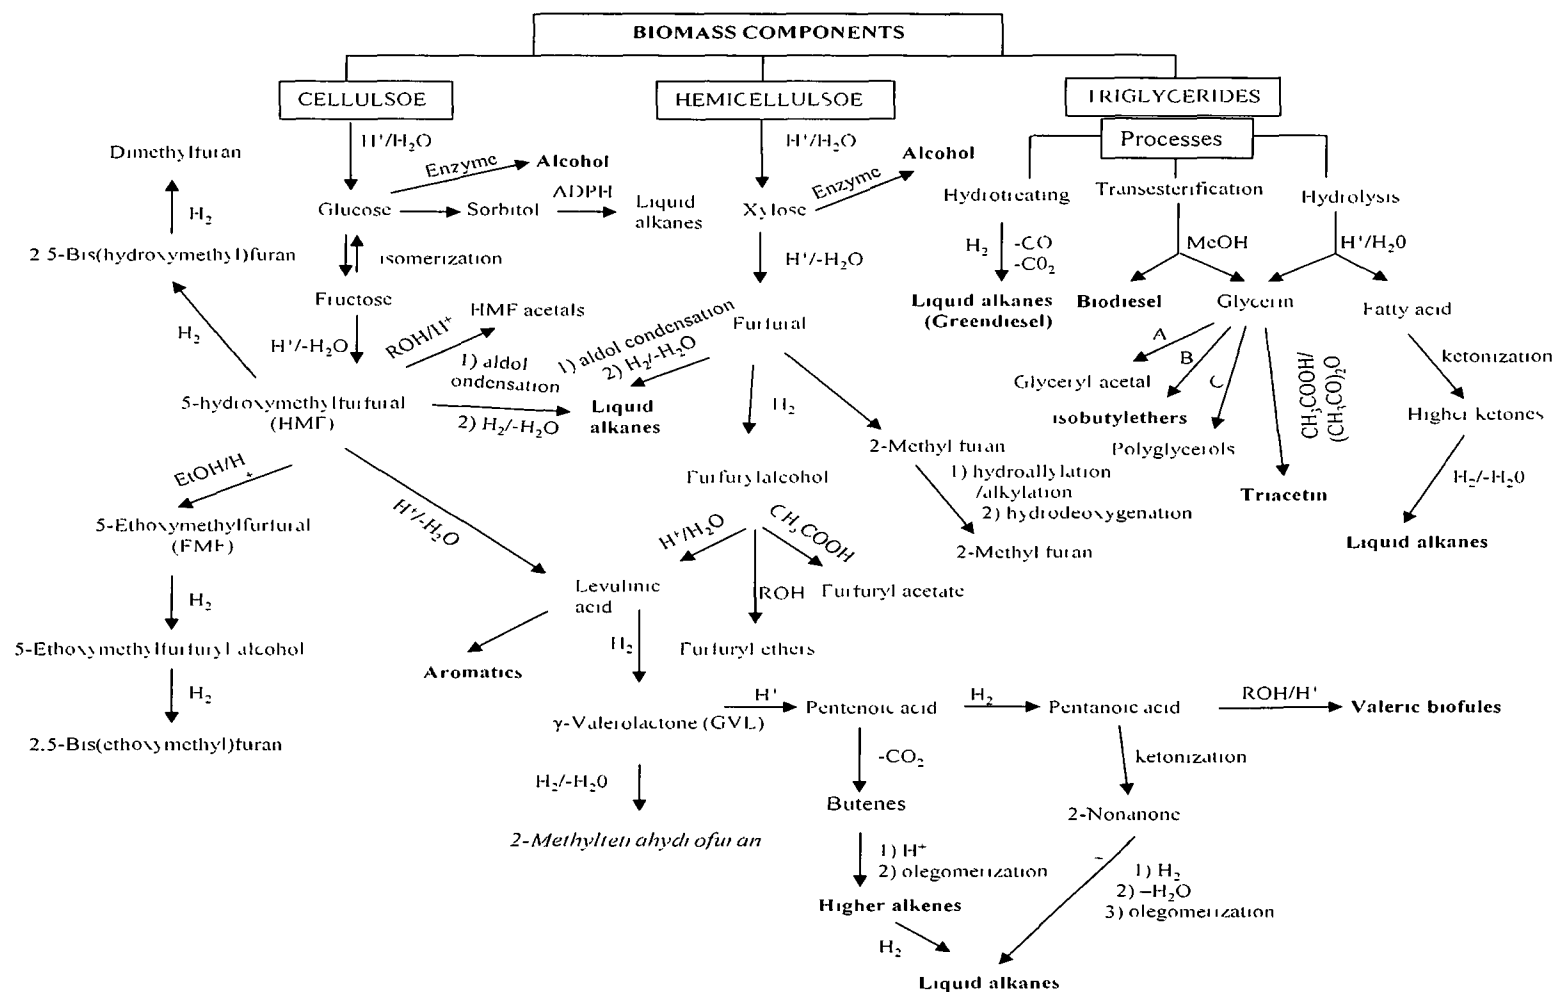 BIOMASS COMPONENTS
CELLULSOE
HEMICELLULSOE
TRIGLYCERIDES
Processes
H⁺/H₂O
Dimethylfuran
Enzyme
Alcohol
ADPH
Glucose
Sorbitol
Liquid
alkanes
H₂
2 5-Bis(hydroxymethyl)furan
isomerization
Fructose
H₂
H⁺/-H₂O
ROH/H⁺
HMF acetals
1) aldol
ondensation
2) H₂/-H₂O
5-hydroxymethylfurfural
(HMF)
Liquid
alkanes
H⁺/H₂O
Enzyme
Alcohol
Xylose
H⁺/-H₂O
Furfural
1) aldol condensation
2) H₂/-H₂O
H₂
2-Methyl furan
1) hydroallylation
/alkylation
2) hydrodeoxygenation
2-Methyl furan
Furfurylalcohol
H⁺/H₂O
CH₃COOH
ROH
Furfuryl acetate
Furfuryl ethers
Hydrotreating
H₂
-CO
-C0₂
Liquid alkanes
(Greendiesel)
Transesterification
MeOH
Biodiesel
Glycerin
Hydrolysis
H⁺/H₂0
Fatty acid
A
B
C
Glyceryl acetal
isobutylethers
Polyglycerols
CH₃COOH/
(CH₃CO)₂O
Triacetin
ketonization
Higher ketones
H₂/-H₂0
Liquid alkanes
EtOH/H
+
5-Ethoxymethylfurfural
(EMF)
H₂
5-Ethoxymethylfurfuryl alcohol
H₂
2.5-Bis(ethoxymethyl)furan
H⁺/-H₂O
Levulinic
acid
Aromatics
H₂
γ-Valerolactone (GVL)
H⁺
Pentenoic acid
H₂
Pentanoic acid
ROH/H⁺
Valeric biofules
H₂/-H₂0
2-Methyltetrahydrofuran
-CO₂
Butenes
1) H⁺
2) olegomerization
Higher alkenes
H₂
ketonization
2-Nonanone
1) H₂
2) –H₂O
3) olegomerization
Liquid alkanes